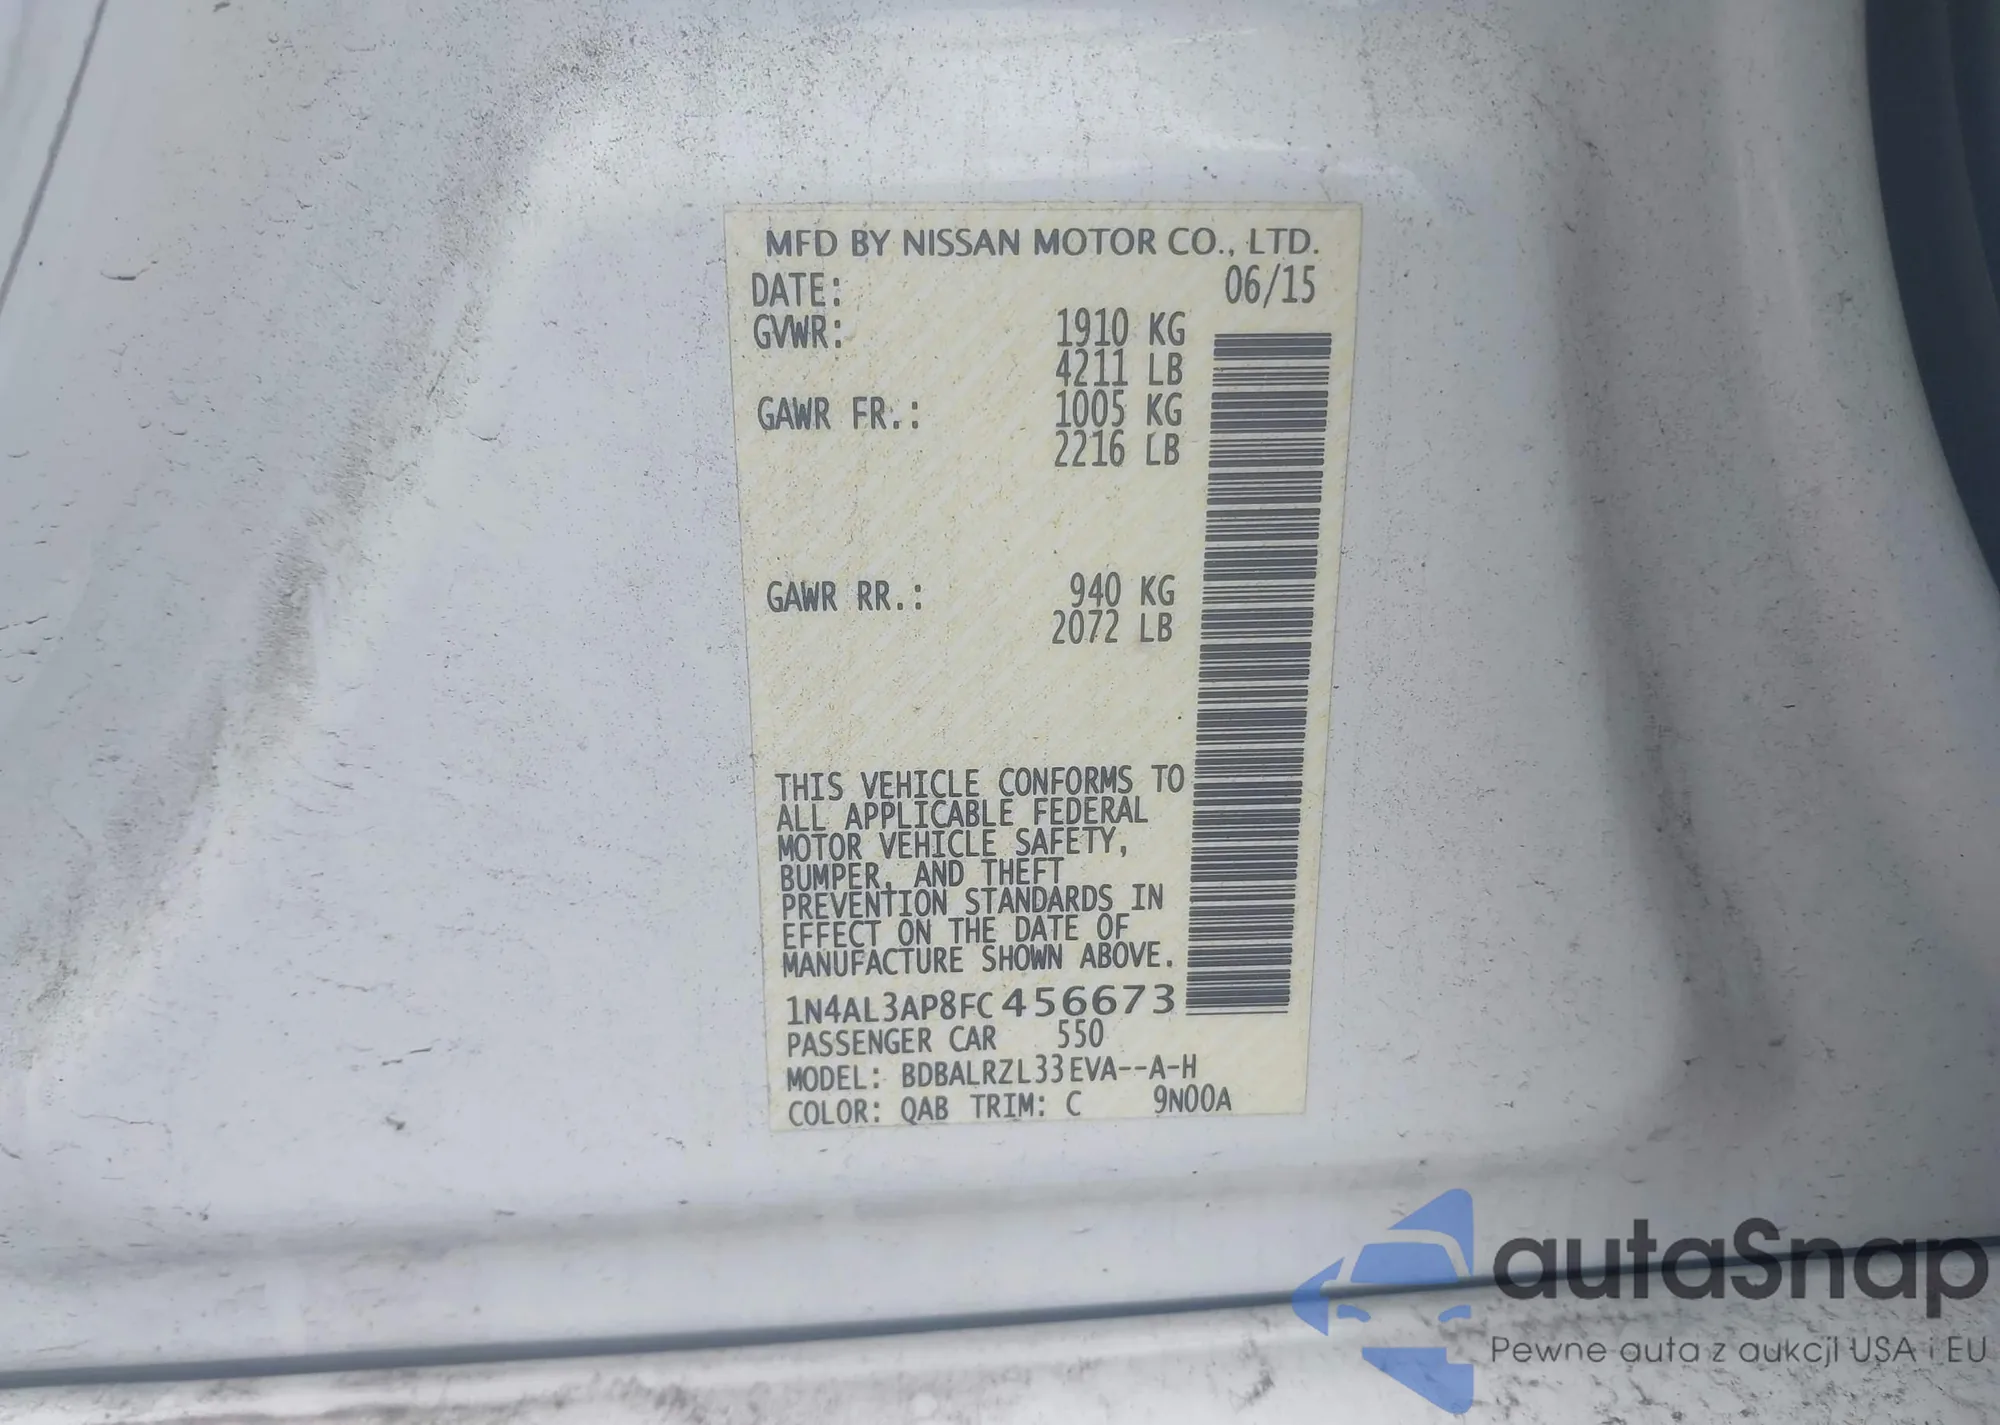 MFD BY NISSAN MOTOR CO., LTD.
DATE: 06/15
GVWR: 1910 KG
4211 LB
GAWR FR.: 1005 KG
2216 LB
GAWR RR.: 940 KG
2072 LB
THIS VEHICLE CONFORMS TO
ALL APPLICABLE FEDERAL
MOTOR VEHICLE SAFETY,
BUMPER, AND THEFT
PREVENTION STANDARDS IN
EFFECT ON THE DATE OF
MANUFACTURE SHOWN ABOVE.
1N4AL3AP8FC456673
PASSENGER CAR 550
MODEL: BDBALRZL33EVA--A-H
COLOR: QAB TRIM: C 9N00A
autaSnap
Pewne auta z aukcji USA i EU